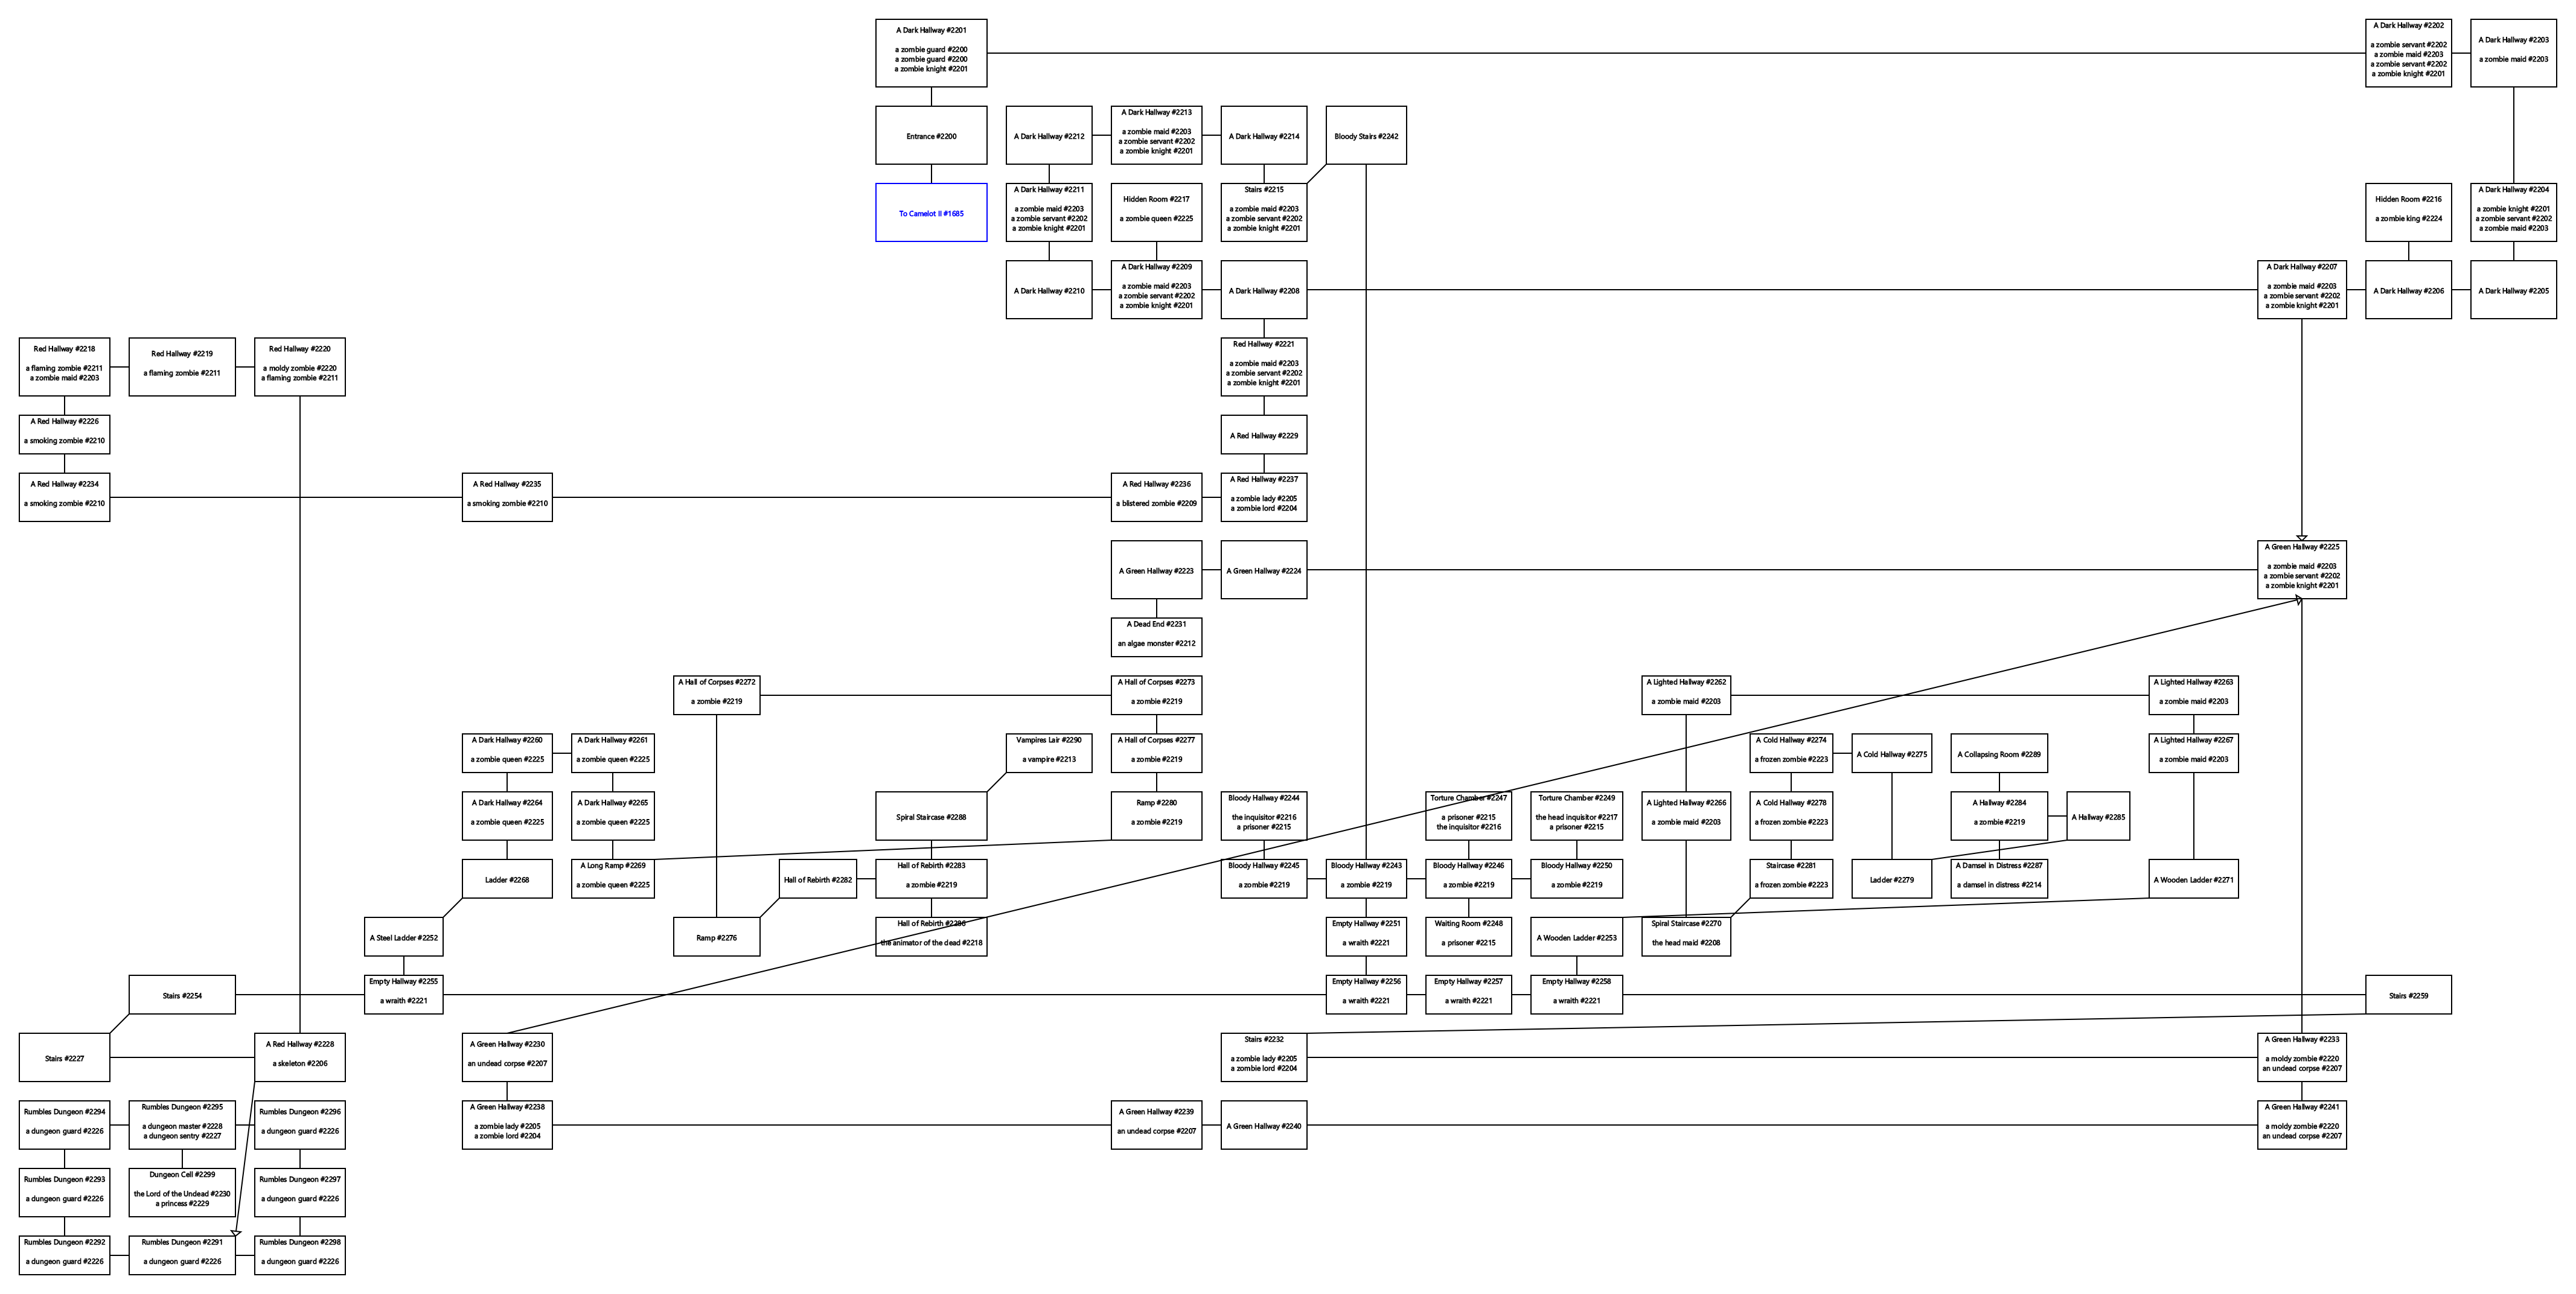 A Dark Hallway #2201
a zombie guard #2200
a zombie guard #2200
a zombie knight #2201
A Dark Hallway #2202
a zombie servant #2202
a zombie maid #2203
a zombie servant #2202
a zombie knight #2201
A Dark Hallway #2203
a zombie maid #2203
Entrance #2200
A Dark Hallway #2212
A Dark Hallway #2213
a zombie maid #2203
a zombie servant #2202
a zombie knight #2201
A Dark Hallway #2214
Bloody Stairs #2242
To Camelot II #1685
A Dark Hallway #2211
a zombie maid #2203
a zombie servant #2202
a zombie knight #2201
Hidden Room #2217
a zombie queen #2225
Stairs #2215
a zombie maid #2203
a zombie servant #2202
a zombie knight #2201
Hidden Room #2216
a zombie king #2224
A Dark Hallway #2204
a zombie knight #2201
a zombie servant #2202
a zombie maid #2203
A Dark Hallway #2210
A Dark Hallway #2209
a zombie maid #2203
a zombie servant #2202
a zombie knight #2201
A Dark Hallway #2208
A Dark Hallway #2207
a zombie maid #2203
a zombie servant #2202
a zombie knight #2201
A Dark Hallway #2206
A Dark Hallway #2205
Red Hallway #2218
a flaming zombie #2211
a zombie maid #2203
Red Hallway #2219
a flaming zombie #2211
Red Hallway #2220
a moldy zombie #2220
a flaming zombie #2211
Red Hallway #2221
a zombie maid #2203
a zombie servant #2202
a zombie knight #2201
A Red Hallway #2226
a smoking zombie #2210
A Red Hallway #2229
A Red Hallway #2234
a smoking zombie #2210
A Red Hallway #2235
a smoking zombie #2210
A Red Hallway #2236
a blistered zombie #2209
A Red Hallway #2237
a zombie lady #2205
a zombie lord #2204
A Green Hallway #2223
A Green Hallway #2224
A Green Hallway #2225
a zombie maid #2203
a zombie servant #2202
a zombie knight #2201
A Dead End #2231
an algae monster #2212
A Hall of Corpses #2272
a zombie #2219
A Hall of Corpses #2273
a zombie #2219
A Lighted Hallway #2262
a zombie maid #2203
A Lighted Hallway #2263
a zombie maid #2203
A Dark Hallway #2260
a zombie queen #2225
A Dark Hallway #2261
a zombie queen #2225
Vampires Lair #2290
a vampire #2213
A Hall of Corpses #2277
a zombie #2219
A Cold Hallway #2274
a frozen zombie #2223
A Cold Hallway #2275
A Collapsing Room #2289
A Lighted Hallway #2267
a zombie maid #2203
A Dark Hallway #2264
a zombie queen #2225
A Dark Hallway #2265
a zombie queen #2225
Spiral Staircase #2288
Ramp #2280
a zombie #2219
Bloody Hallway #2244
the inquisitor #2216
a prisoner #2215
Torture Chamber #2247
a prisoner #2215
the inquisitor #2216
Torture Chamber #2249
the head inquisitor #2217
a prisoner #2215
A Lighted Hallway #2266
a zombie maid #2203
A Cold Hallway #2278
a frozen zombie #2223
A Hallway #2284
a zombie #2219
A Hallway #2285
Ladder #2268
A Long Ramp #2269
a zombie queen #2225
Hall of Rebirth #2282
Hall of Rebirth #2283
a zombie #2219
Bloody Hallway #2245
a zombie #2219
Bloody Hallway #2243
a zombie #2219
Bloody Hallway #2246
a zombie #2219
Bloody Hallway #2250
a zombie #2219
Staircase #2281
a frozen zombie #2223
Ladder #2279
A Damsel in Distress #2287
a damsel in distress #2214
A Wooden Ladder #2271
A Steel Ladder #2252
Ramp #2276
Hall of Rebirth #2286
the animator of the dead #2218
Empty Hallway #2251
a wraith #2221
Waiting Room #2248
a prisoner #2215
A Wooden Ladder #2253
Spiral Staircase #2270
the head maid #2208
Stairs #2254
Empty Hallway #2255
a wraith #2221
Empty Hallway #2256
a wraith #2221
Empty Hallway #2257
a wraith #2221
Empty Hallway #2258
a wraith #2221
Stairs #2259
Stairs #2227
A Red Hallway #2228
a skeleton #2206
A Green Hallway #2230
an undead corpse #2207
Stairs #2232
a zombie lady #2205
a zombie lord #2204
A Green Hallway #2233
a moldy zombie #2220
an undead corpse #2207
Rumbles Dungeon #2294
a dungeon guard #2226
Rumbles Dungeon #2295
a dungeon master #2228
a dungeon sentry #2227
Rumbles Dungeon #2296
a dungeon guard #2226
A Green Hallway #2238
a zombie lady #2205
a zombie lord #2204
A Green Hallway #2239
an undead corpse #2207
A Green Hallway #2240
A Green Hallway #2241
a moldy zombie #2220
an undead corpse #2207
Rumbles Dungeon #2293
a dungeon guard #2226
Dungeon Cell #2299
the Lord of the Undead #2230
a princess #2229
Rumbles Dungeon #2297
a dungeon guard #2226
Rumbles Dungeon #2292
a dungeon guard #2226
Rumbles Dungeon #2291
a dungeon guard #2226
Rumbles Dungeon #2298
a dungeon guard #2226